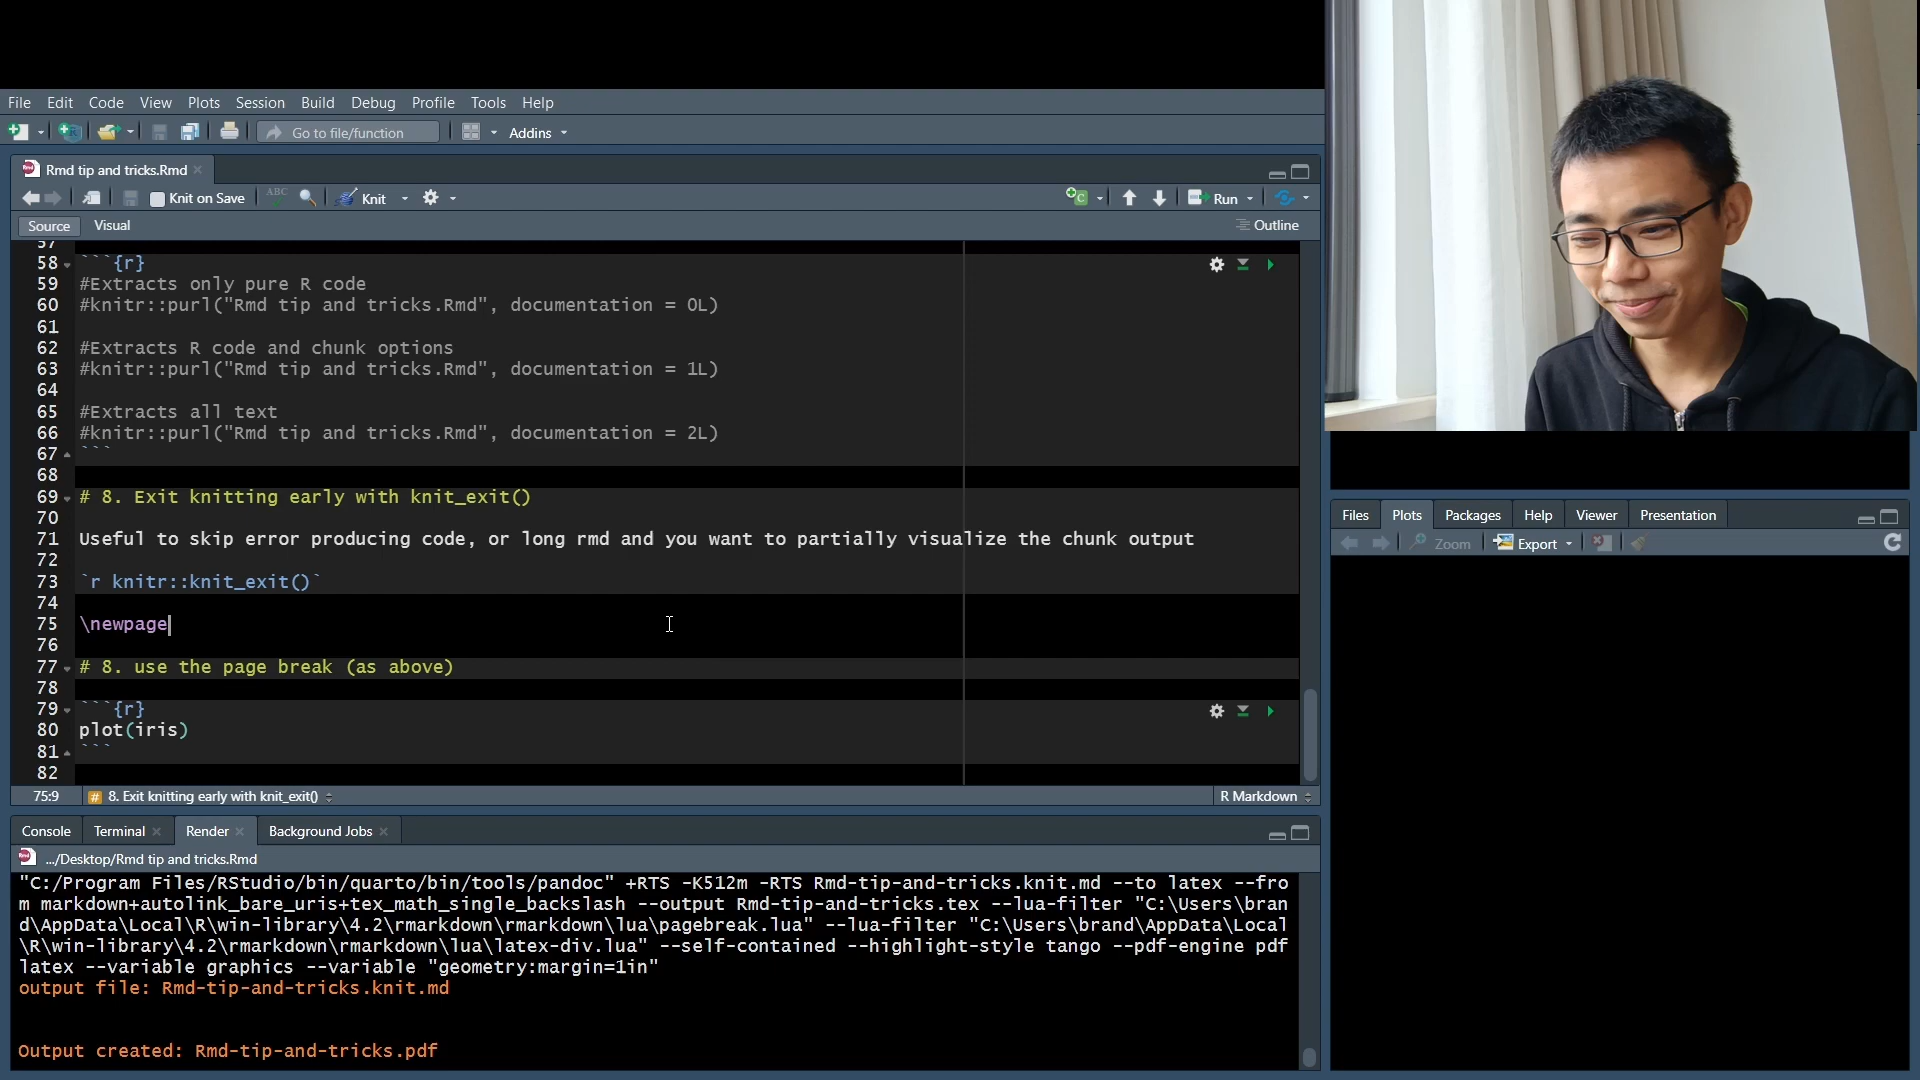 File Edit Code View Plots Session Build Debug Profile Tools Help
Go to file/function Addins
Rmd tip and tricks.Rmd
Knit on Save ABC Knit Run
Source Visual Outline
57
58 ```{r}
59 #Extracts only pure R code
60 #knitr::purl("Rmd tip and tricks.Rmd", documentation = 0L)
61
62 #Extracts R code and chunk options
63 #knitr::purl("Rmd tip and tricks.Rmd", documentation = 1L)
64
65 #Extracts all text
66 #knitr::purl("Rmd tip and tricks.Rmd", documentation = 2L)
67 ```
68
69 # 8. Exit knitting early with knit_exit()
70
71 Useful to skip error producing code, or long rmd and you want to partially visualize the chunk output
72
73 `r knitr::knit_exit()`
74
75 \newpage
76
77 # 8. use the page break (as above)
78
79 ```{r}
80 plot(iris)
81 ```
82
75:9 # 8. Exit knitting early with knit_exit() R Markdown
Console Terminal Render Background Jobs
.../Desktop/Rmd tip and tricks.Rmd
"C:/Program Files/RStudio/bin/quarto/bin/tools/pandoc" +RTS -K512m -RTS Rmd-tip-and-tricks.knit.md --to latex --fro
m markdown+autolink_bare_uris+tex_math_single_backslash --output Rmd-tip-and-tricks.tex --lua-filter "C:\Users\bran
d\AppData\Local\R\win-library\4.2\rmarkdown\rmarkdown\lua\pagebreak.lua" --lua-filter "C:\Users\brand\AppData\Local
\R\win-library\4.2\rmarkdown\rmarkdown\lua\latex-div.lua" --self-contained --highlight-style tango --pdf-engine pdf
latex --variable graphics --variable "geometry:margin=1in"
output file: Rmd-tip-and-tricks.knit.md
Output created: Rmd-tip-and-tricks.pdf
Files Plots Packages Help Viewer Presentation
Zoom Export